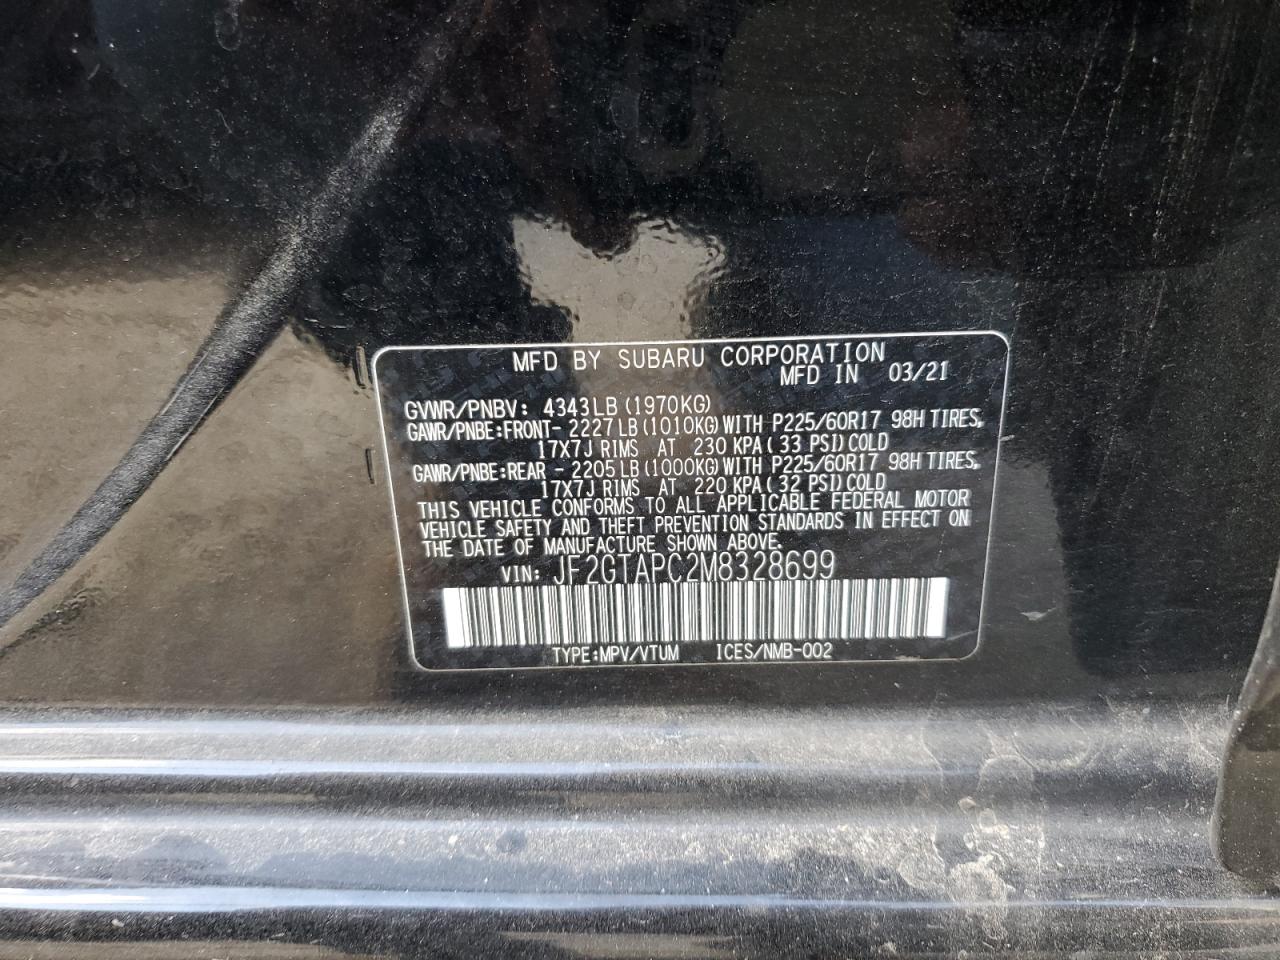 MFD BY SUBARU CORPORATION
MFD IN 03/21
GVWR/PNBV: 4343LB (1970KG)
GAWR/PNBE:FRONT- 2227LB (1010KG) WITH P225/60R17 98H TIRES,
17X7J RIMS AT 230 KPA ( 33 PSI) COLD
GAWR/PNBE:REAR - 2205LB (1000KG) WITH P225/60R17 98H TIRES,
17X7J RIMS AT 220 KPA ( 32 PSI) COLD
THIS VEHICLE CONFORMS TO ALL APPLICABLE FEDERAL MOTOR
VEHICLE SAFETY AND THEFT PREVENTION STANDARDS IN EFFECT ON
THE DATE OF MANUFACTURE SHOWN ABOVE.
VIN: JF2GTAPC2M8328699
TYPE:MPV/VTUM ICES/NMB-002